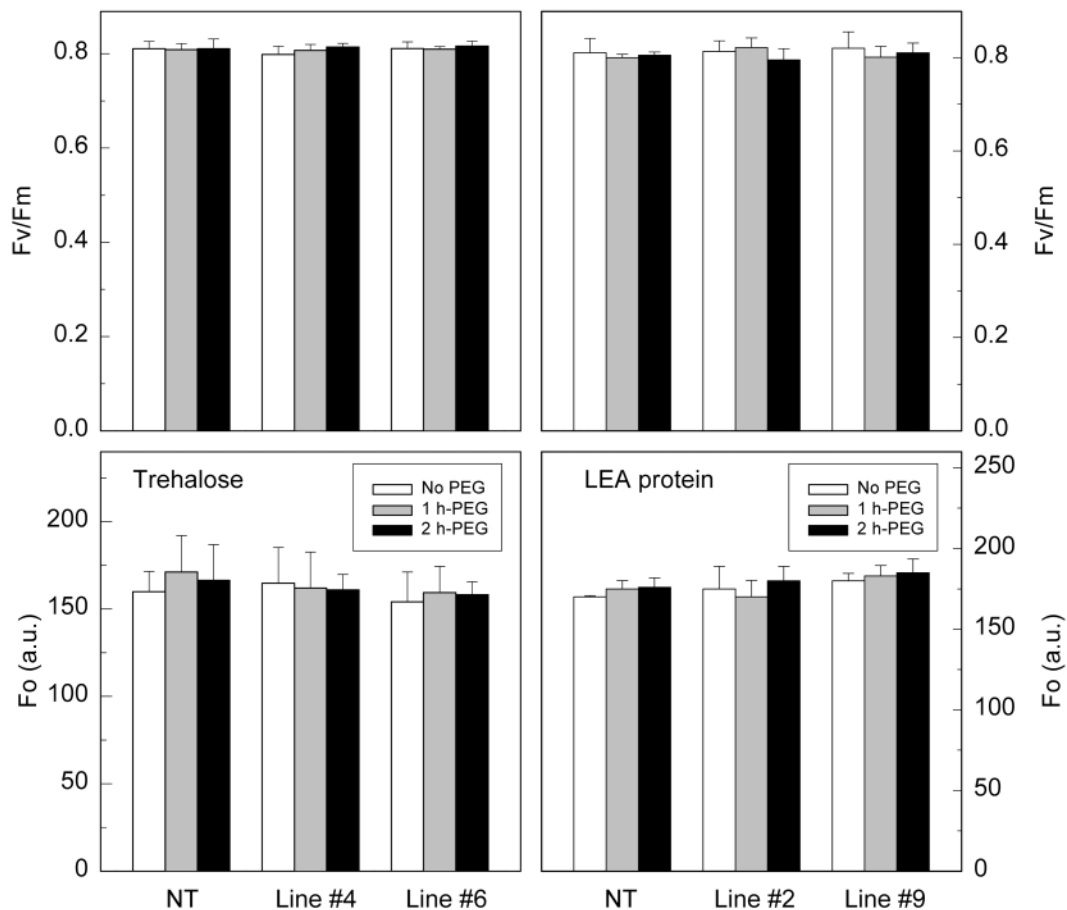 0.8
0.6
0.4
0.2
0.0
Fv/Fm
0.8
0.6
0.4
0.2
0.0
Fv/Fm
Trehalose
No PEG
1 h-PEG
2 h-PEG
200
150
100
50
0
Fo (a.u.)
NT
Line #4
Line #6
LEA protein
No PEG
1 h-PEG
2 h-PEG
250
200
150
100
50
0
Fo (a.u.)
NT
Line #2
Line #9